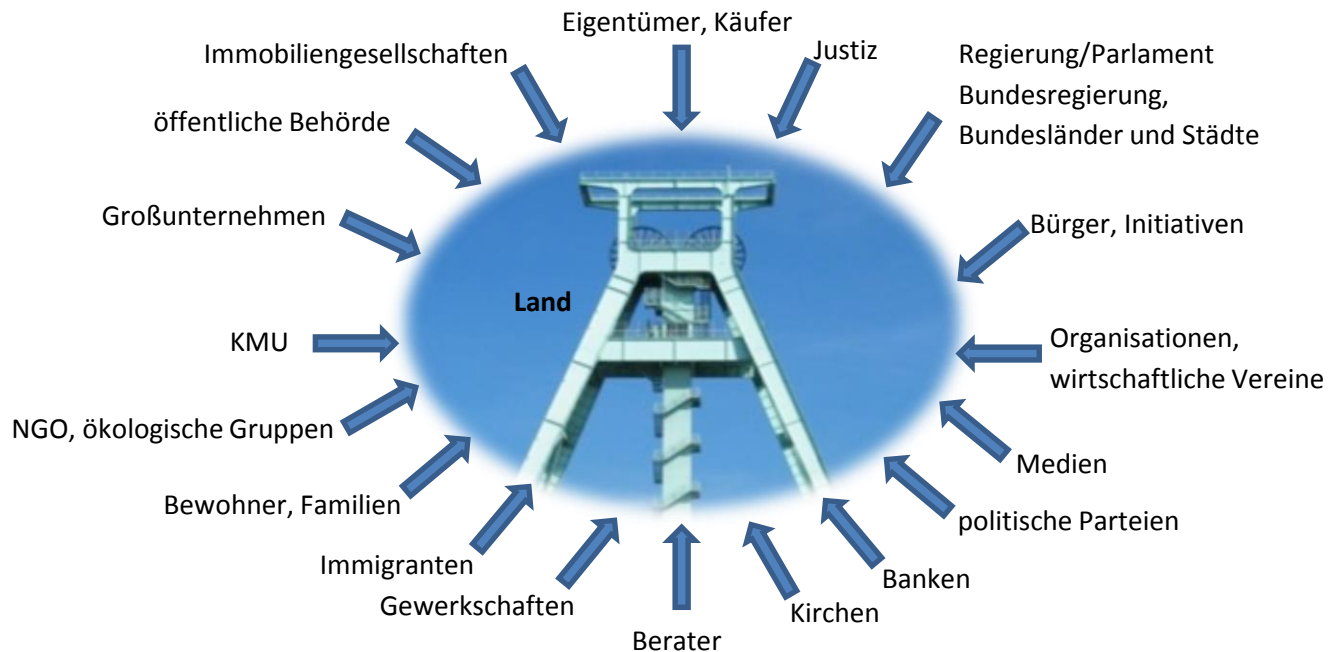 Eigentümer, Käufer
Immobiliengesellschaften
Justiz
Regierung/Parlament
Bundesregierung,
Bundesländer und Städte
öffentliche Behörde
Großunternehmen
Bürger, Initiativen
Land
KMU
Organisationen,
wirtschaftliche Vereine
NGO, ökologische Gruppen
Medien
Bewohner, Familien
politische Parteien
Immigranten
Banken
Gewerkschaften
Kirchen
Berater